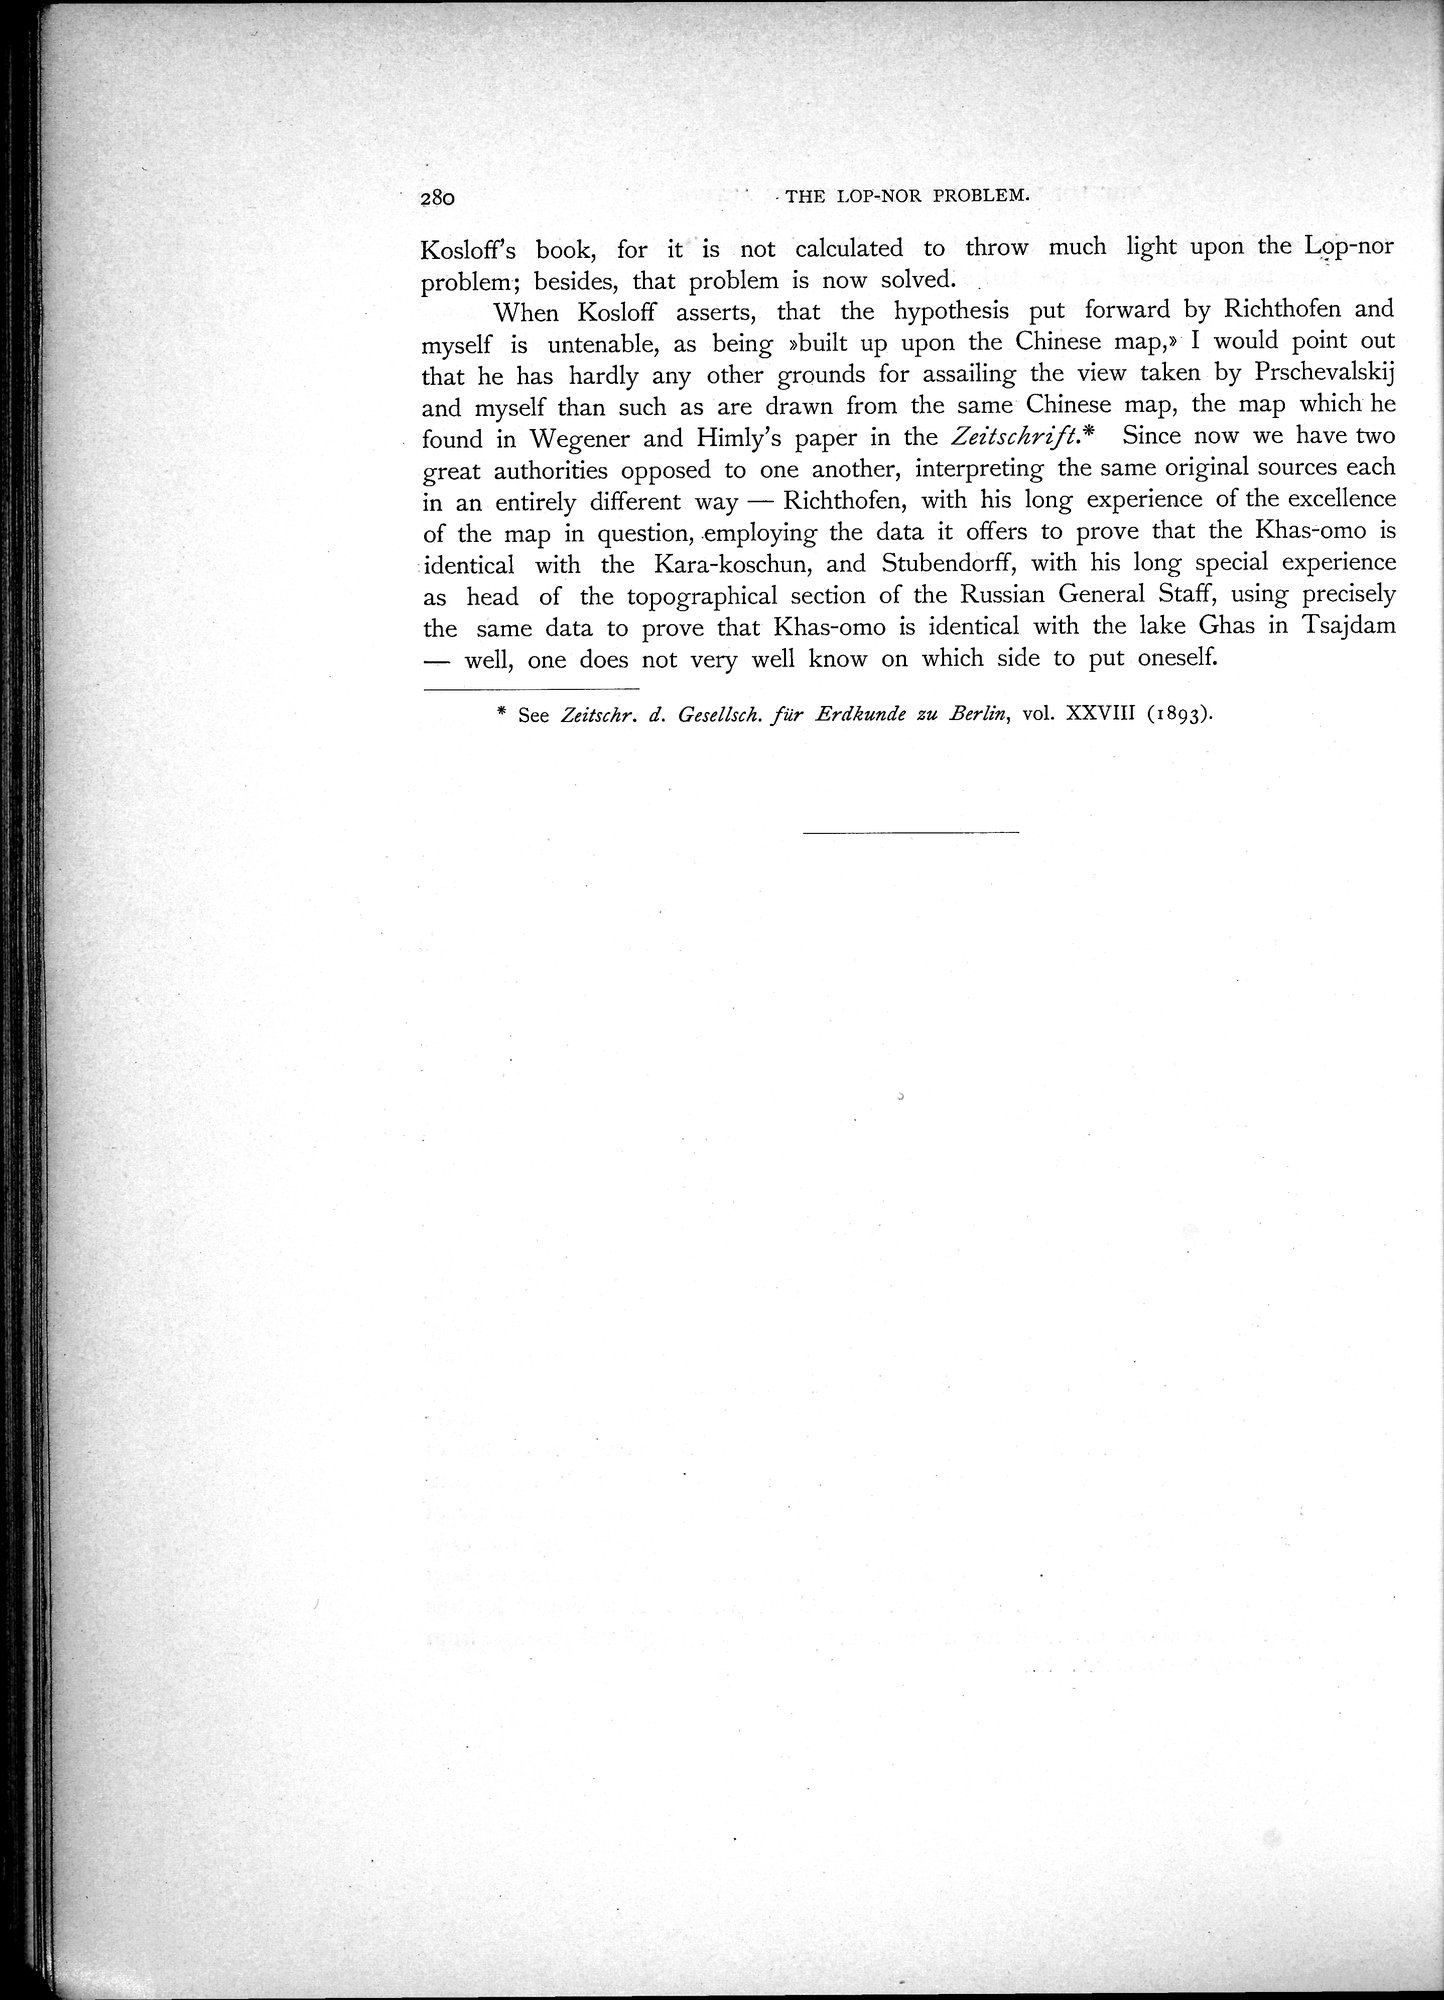 280
THE LOP-NOR PROBLEM.
Kosloff's book, for it is not calculated to throw much light upon the Lop-nor
problem; besides, that problem is now solved.
When Kosloff asserts, that the hypothesis put forward by Richthofen and
myself is untenable, as being »built up upon the Chinese map,» I would point out
that he has hardly any other grounds for assailing the view taken by Prschevalskij
and myself than such as are drawn from the same Chinese map, the map which he
found in Wegener and Himly's paper in the Zeitschrift.* Since now we have two
great authorities opposed to one another, interpreting the same original sources each
in an entirely different way — Richthofen, with his long experience of the excellence
of the map in question, employing the data it offers to prove that the Khas-omo is
identical with the Kara-koschun, and Stubendorff, with his long special experience
as head of the topographical section of the Russian General Staff, using precisely
the same data to prove that Khas-omo is identical with the lake Ghas in Tsajdam
— well, one does not very well know on which side to put oneself.
* See Zeitschr. d. Gesellsch. für Erdkunde zu Berlin, vol. XXVIII (1893).